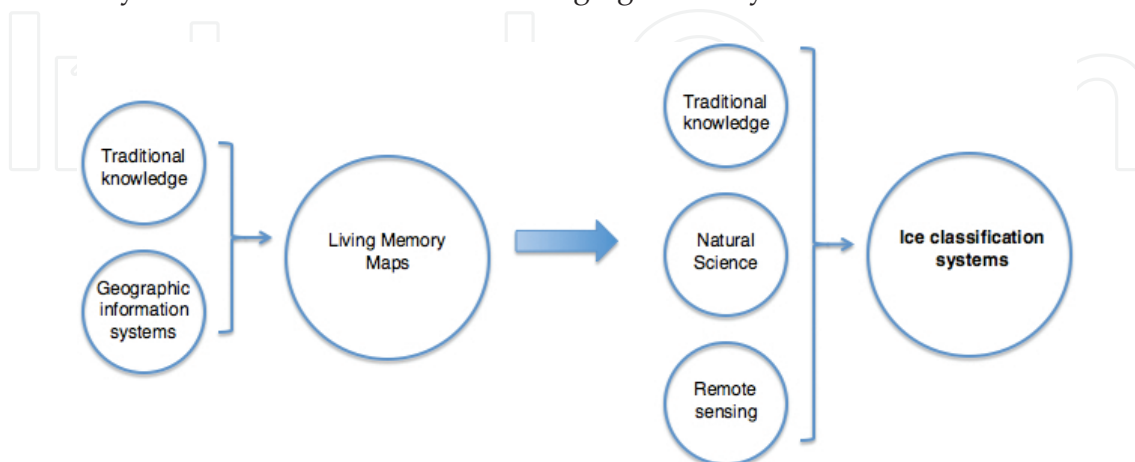 Traditional
knowledge
Geographic
information
systems
Living Memory
Maps
Traditional
knowledge
Natural
Science
Remote
sensing
Ice classification
systems